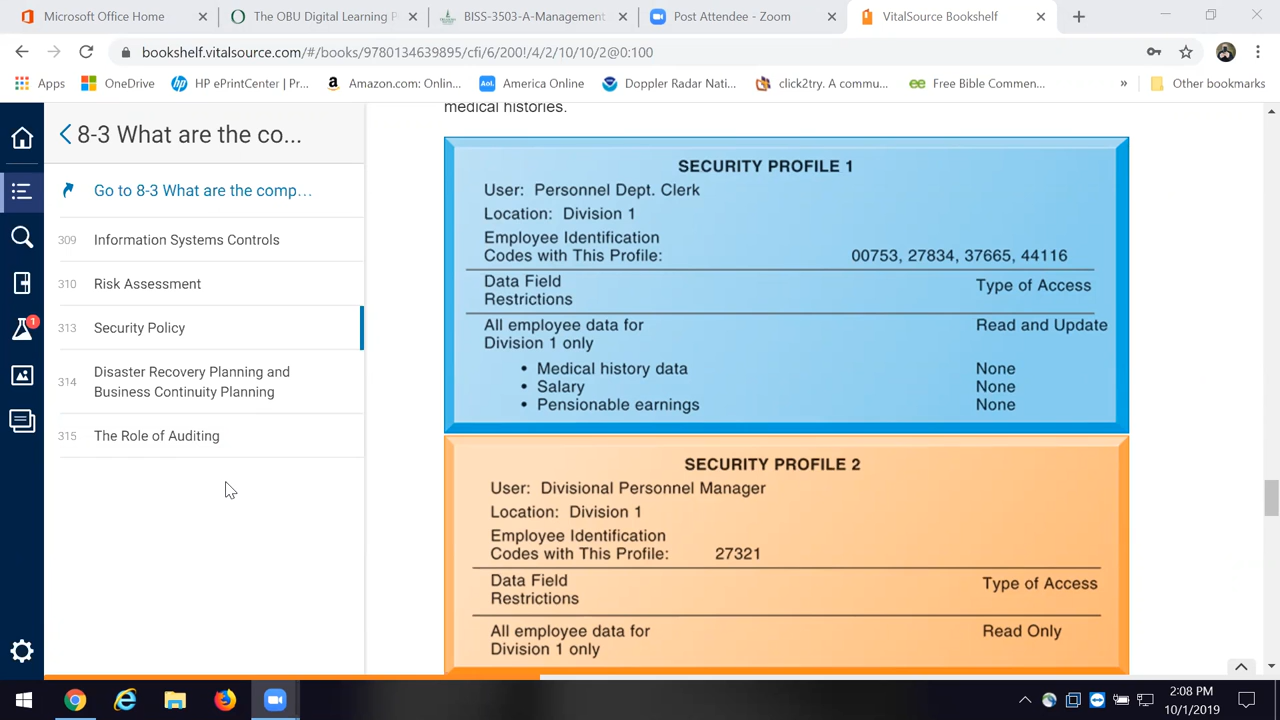 Microsoft Office Home
The OBU Digital Learning P
BISS-3503-A-Management
Post Attendee - Zoom
VitalSource Bookshelf
bookshelf.vitalsource.com/#/books/9780134639895/cfi/6/200!/4/2/10/10/2@0:100
Apps
OneDrive
HP ePrintCenter | Pr...
Amazon.com: Onlin...
Aol.
America Online
Doppler Radar Nati...
click2try. A commu...
Free Bible Commen...
»
Other bookmarks
8-3 What are the co...
Go to 8-3 What are the comp...
309 Information Systems Controls
310 Risk Assessment
313 Security Policy
314 Disaster Recovery Planning and
Business Continuity Planning
315 The Role of Auditing
1
medical histories.
SECURITY PROFILE 1
User: Personnel Dept. Clerk
Location: Division 1
Employee Identification
Codes with This Profile: 00753, 27834, 37665, 44116
Data Field
Restrictions
Type of Access
All employee data for
Division 1 only
Read and Update
• Medical history data None
• Salary None
• Pensionable earnings None
SECURITY PROFILE 2
User: Divisional Personnel Manager
Location: Division 1
Employee Identification
Codes with This Profile: 27321
Data Field
Restrictions
Type of Access
All employee data for
Division 1 only
Read Only
2:08 PM
10/1/2019